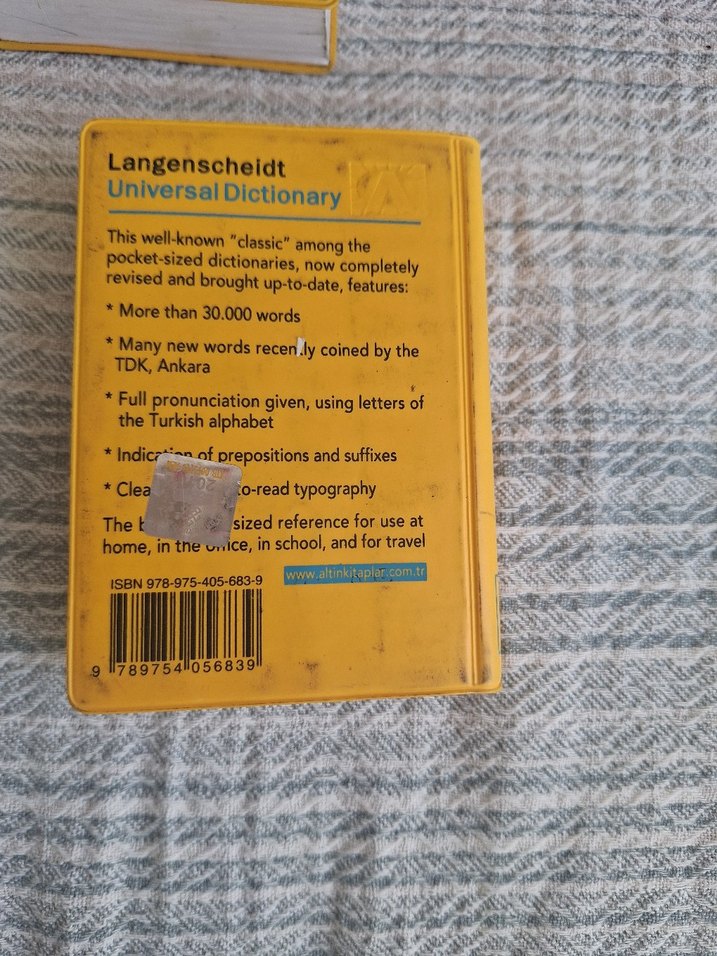 Langenscheidt
Universal Dictionary
This well-known "classic" among the
pocket-sized dictionaries, now completely
revised and brought up-to-date, features:
* More than 30.000 words
* Many new words recently coined by the
TDK, Ankara
* Full pronunciation given, using letters of
the Turkish alphabet
* Indication of prepositions and suffixes
* Clea to-read typography
The b sized reference for use at
home, in the office, in school, and for travel
www.altinkitaplar.com.tr
ISBN 978-975-405-683-9
9 789754 056839